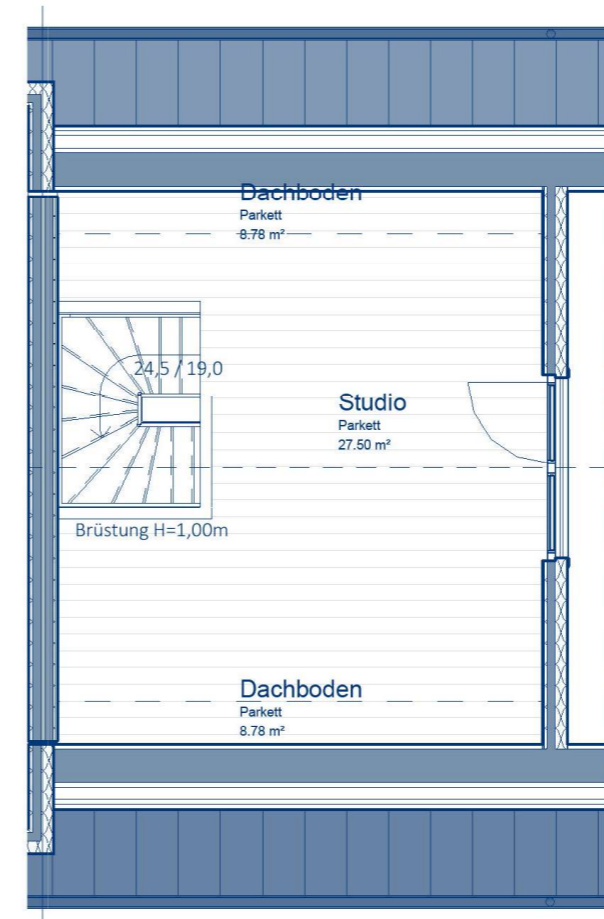 Dachboden
Parkett
8.78 m²
24,5 / 19,0
Studio
Parkett
27.50 m²
Brüstung H=1,00m
Dachboden
Parkett
8.78 m²